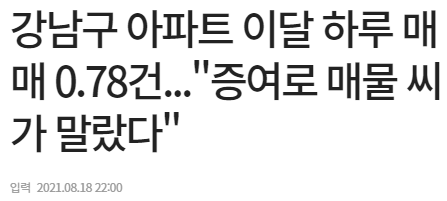 강남구 아파트 이달 하루 매
매 0.78건..."증여로 매물 씨
가 말랐다"
입력 2021.08.18 22:00